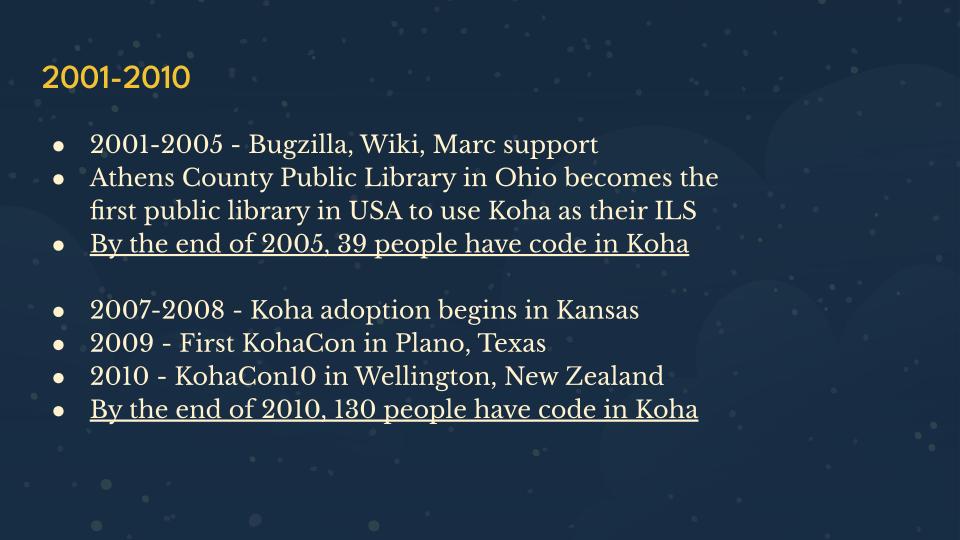 2001-2010
● 2001-2005 - Bugzilla, Wiki, Marc support
● Athens County Public Library in Ohio becomes the
first public library in USA to use Koha as their ILS
● By the end of 2005, 39 people have code in Koha
● 2007-2008 - Koha adoption begins in Kansas
● 2009 - First KohaCon in Plano, Texas
● 2010 - KohaCon10 in Wellington, New Zealand
● By the end of 2010, 130 people have code in Koha